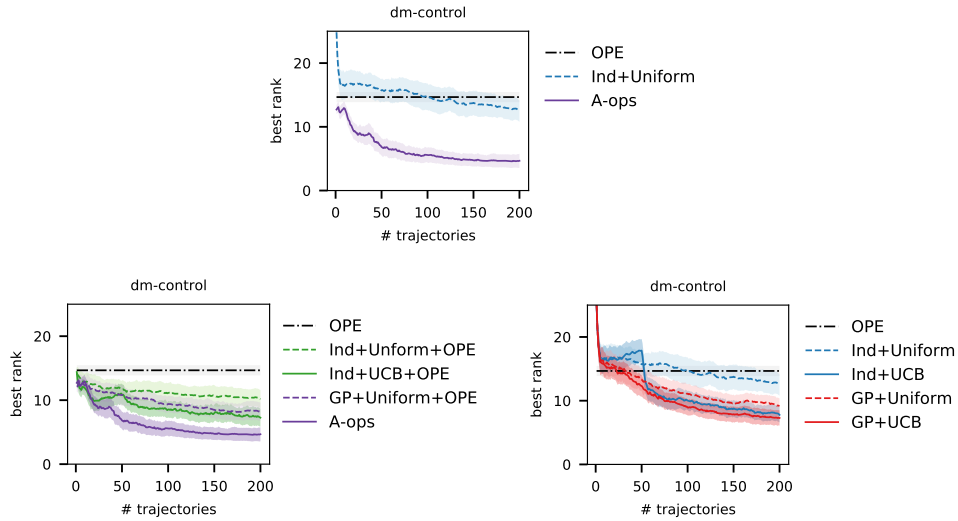 dm-control
20
10
0
best rank
0 50 100 150 200
# trajectories
OPE
Ind+Uniform
A-ops
dm-control
20
10
0
best rank
0 50 100 150 200
# trajectories
OPE
Ind+Unform+OPE
Ind+UCB+OPE
GP+Uniform+OPE
A-ops
dm-control
20
10
0
best rank
0 50 100 150 200
# trajectories
OPE
Ind+Uniform
Ind+UCB
GP+Uniform
GP+UCB